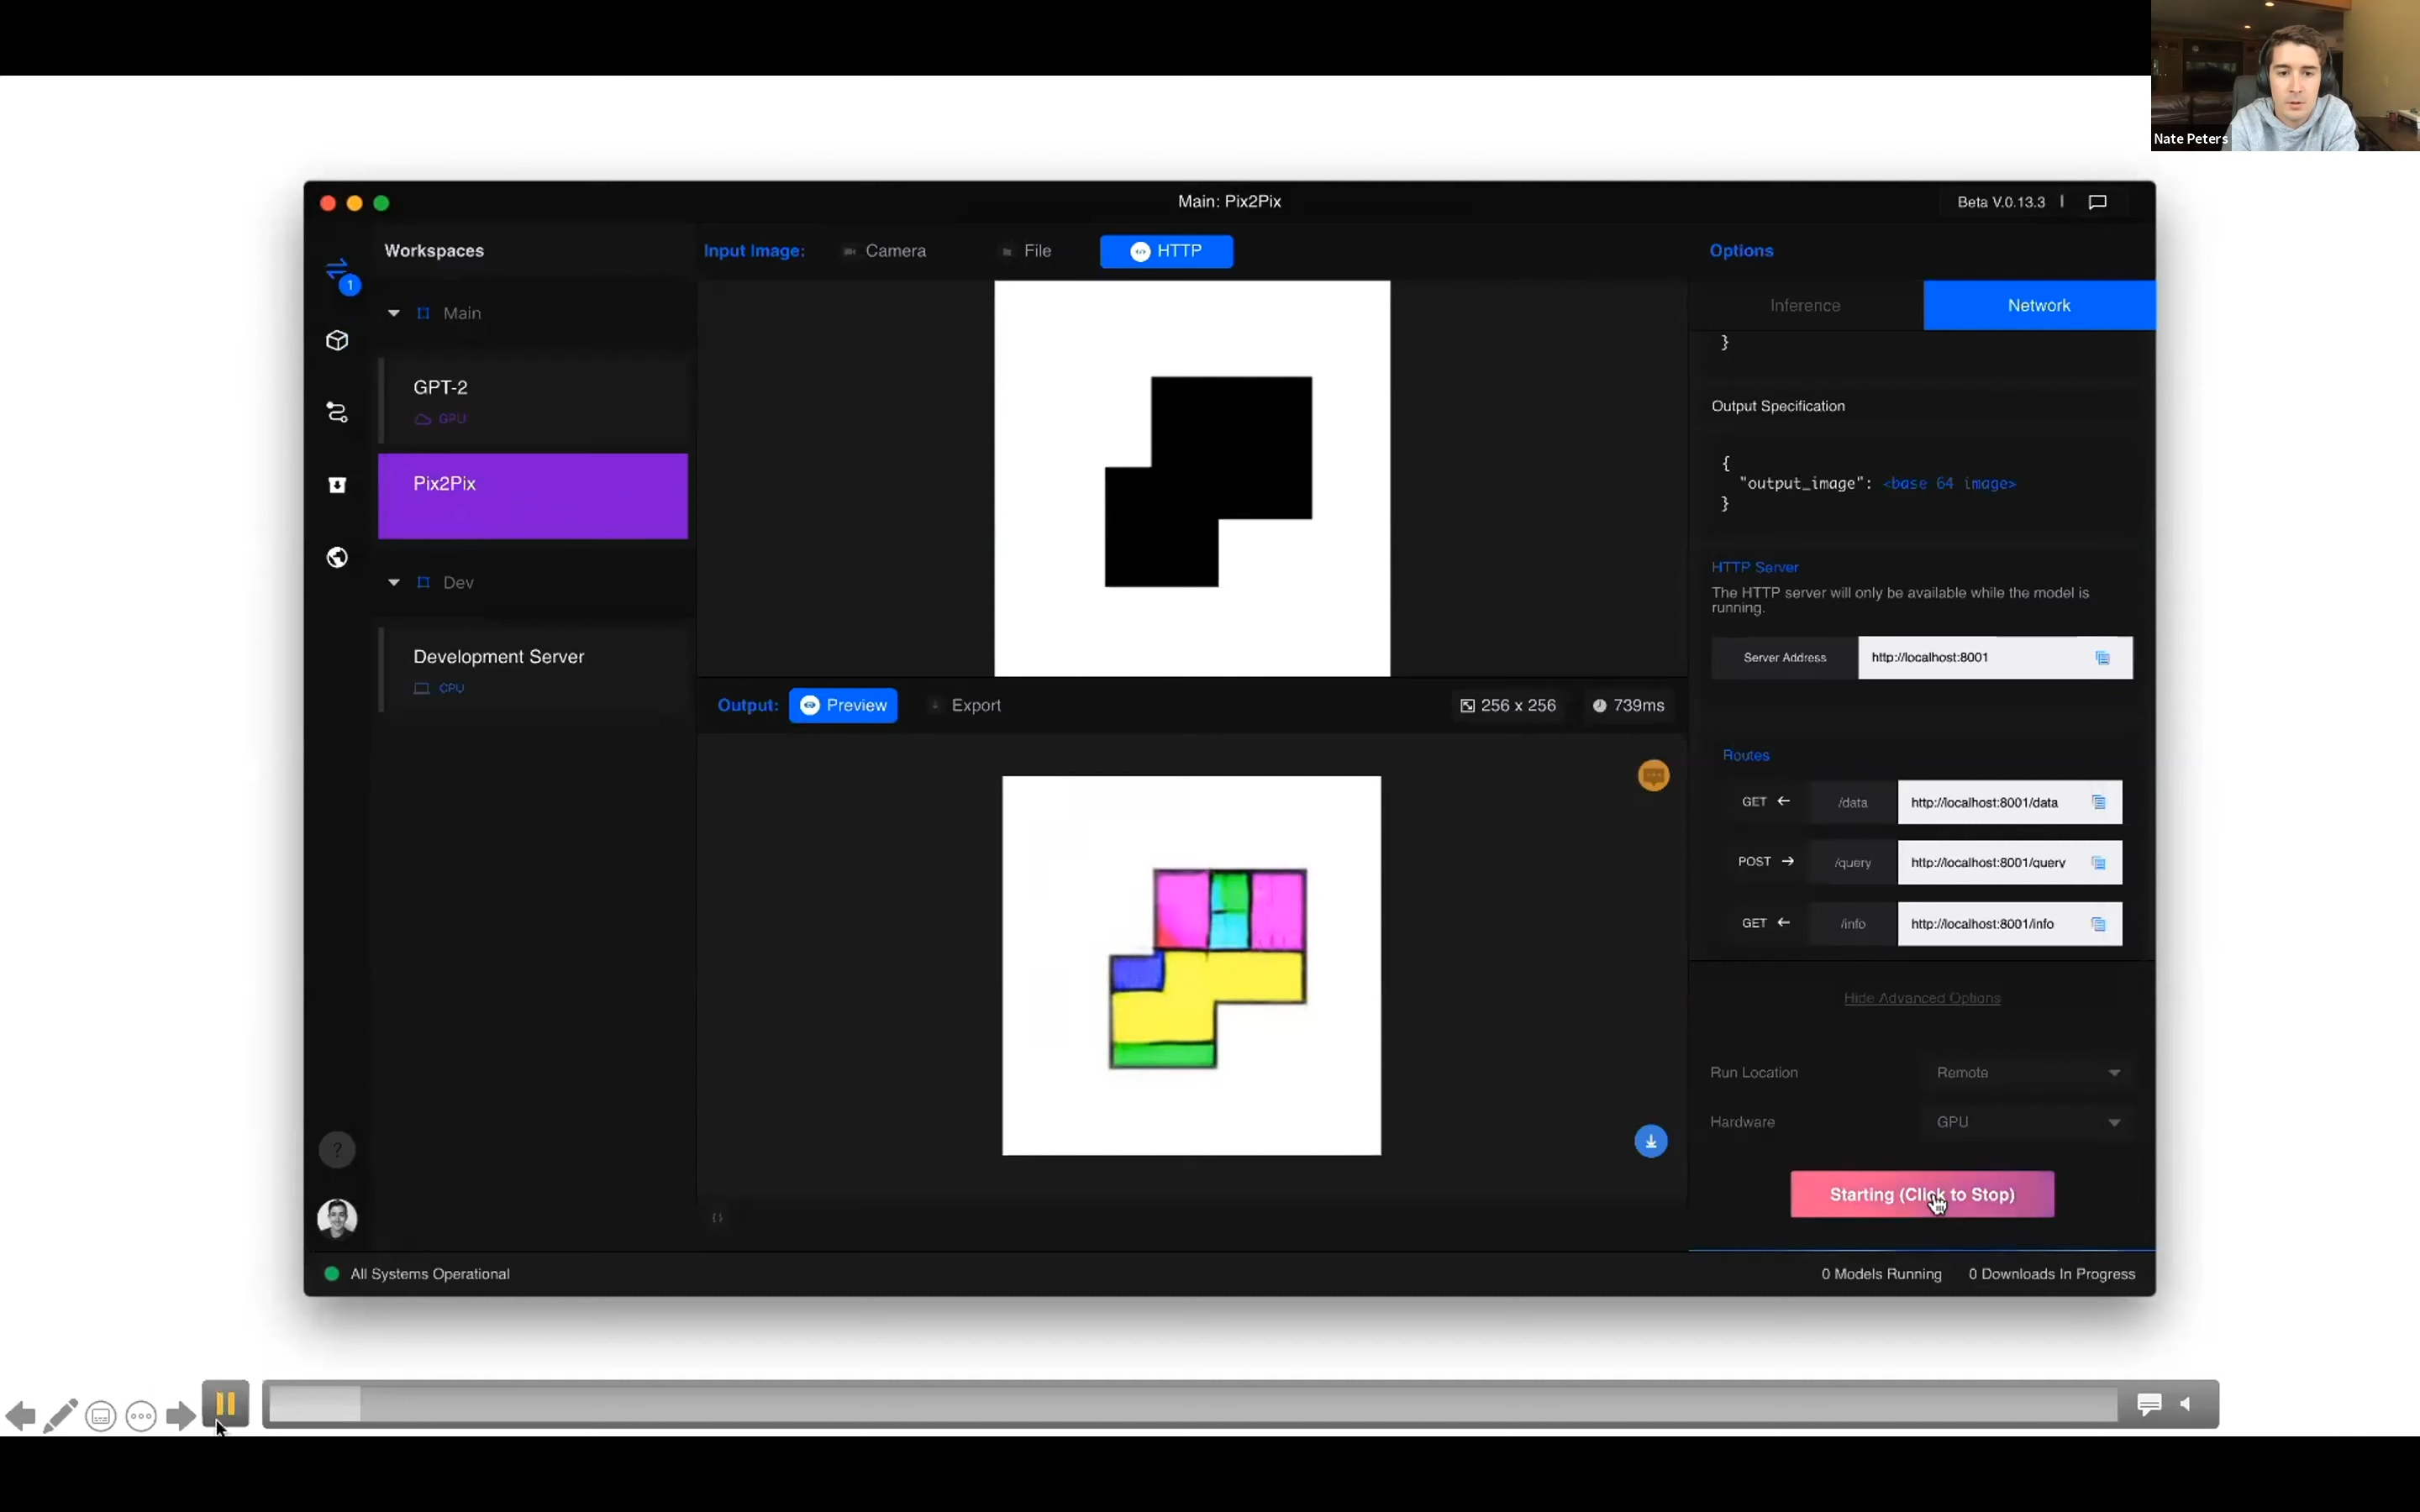 Nate Peters
Main: Pix2Pix
Beta V.0.13.3
Workspaces
Input Image:
Camera
File
HTTP
Options
1
Main
Inference
Network
}
GPT-2
GPU
Output Specification
{
"output_image": <base 64 image>
}
Pix2Pix
HTTP Server
The HTTP server will only be available while the model is
running.
Dev
Development Server
CPU
Server Address
http://localhost:8001
Output:
Preview
Export
256 x 256
739ms
Routes
GET
/data
http://localhost:8001/data
POST
/query
http://localhost:8001/query
GET
/info
http://localhost:8001/info
Hide Advanced Options
Run Location
Remote
Hardware
GPU
?
Starting (Click to Stop)
{}
All Systems Operational
0 Models Running
0 Downloads In Progress